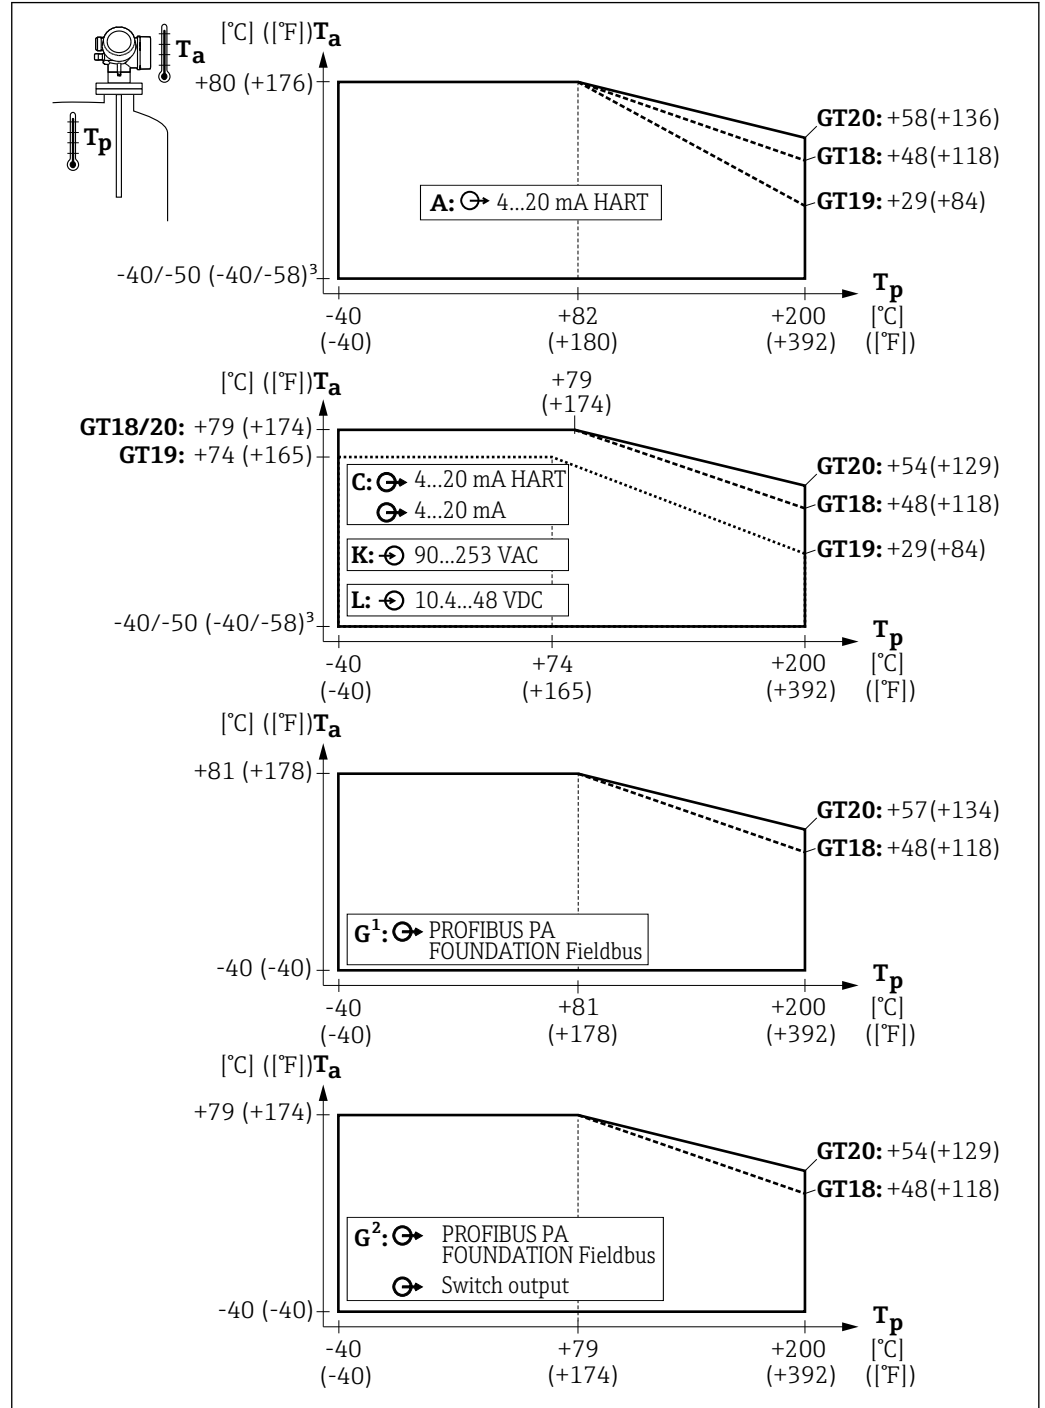 [°C] ([°F]) Ta
Ta
+80 (+176)
Tp
GT20: +58(+136)
GT18: +48(+118)
A: 4...20 mA HART
GT19: +29(+84)
-40/-50 (-40/-58)³
Tp
-40 +82 +200 [°C]
(-40) (+180) (+392) ([°F])
[°C] ([°F]) Ta
+79
(+174)
GT18/20: +79 (+174)
GT19: +74 (+165)
GT20: +54(+129)
C: 4...20 mA HART
GT18: +48(+118)
4...20 mA
K: 90...253 VAC
GT19: +29(+84)
L: 10.4...48 VDC
-40/-50 (-40/-58)³
Tp
-40 +74 +200 [°C]
(-40) (+165) (+392) ([°F])
[°C] ([°F]) Ta
+81 (+178)
GT20: +57(+134)
GT18: +48(+118)
G¹: PROFIBUS PA
FOUNDATION Fieldbus
-40 (-40)
Tp
-40 +81 +200 [°C]
(-40) (+178) (+392) ([°F])
[°C] ([°F]) Ta
+79 (+174)
GT20: +54(+129)
GT18: +48(+118)
G²: PROFIBUS PA
FOUNDATION Fieldbus
Switch output
-40 (-40)
Tp
-40 +79 +200 [°C]
(-40) (+174) (+392) ([°F])